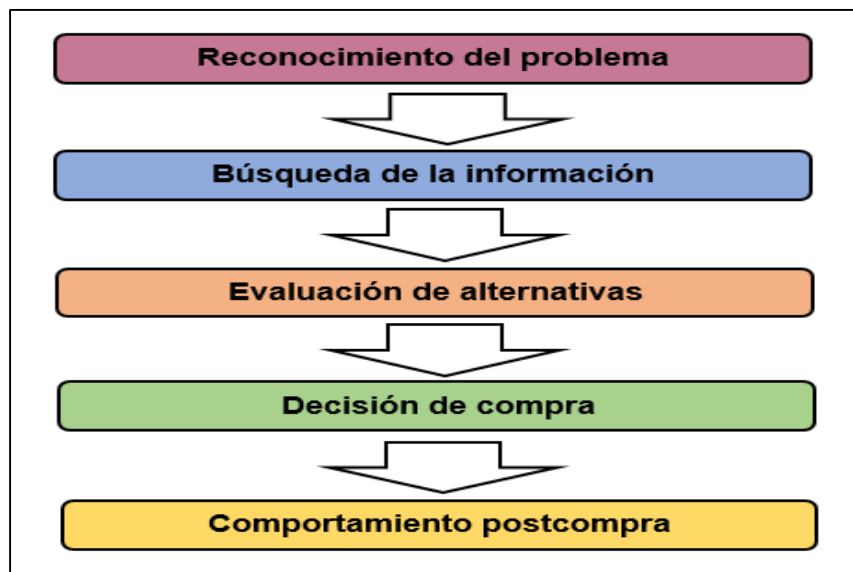 Reconocimiento del problema
Búsqueda de la información
Evaluación de alternativas
Decisión de compra
Comportamiento postcompra